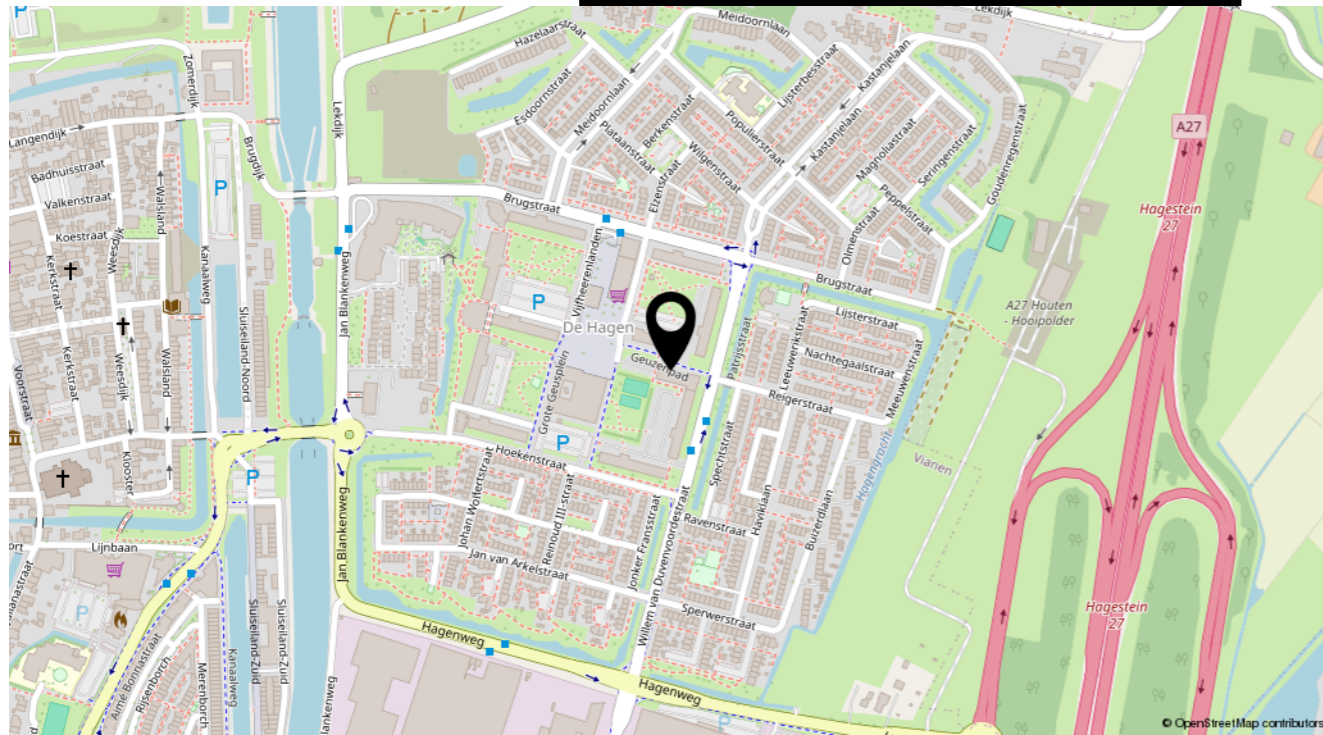 P
Hazelaarstraat
Meidoornlaan
Lekdijk
Zomerdijk
Lekdijk
Esdoornstraat
Meidoornlaan
Lijsterbesstraat
Kastanjelaan
A27
Langendijk
Brugdijk
Plataanstraat
Berkenstraat
Populierstraat
Kastanjelaan
Magnoliastraat
Seringenstraat
Goudenregenstraat
Badhuisstraat
P
Valkenstraat
Walsland
Elzenstraat
Wilgenstraat
Peppelstraat
Hagestein
27
Koestraat
Weesdijk
Kanaalweg
Brugstraat
Olmenstraat
Kerkstraat
Jan Blankenweg
Vijfheerenlanden
Brugstraat
P
De Hagen
Sluiseiland-Noord
Patrijsstraat
Leeuwerikstraat
Lijsterstraat
A27 Houten
- Hooipolder
Kerkstraat
Weesdijk
Walsland
Geuzenpad
Nachtegaalstraat
Meeuwenstraat
Voorstraat
Grote Geusplein
Reigerstraat
P
Klooster
P
Hoekenstraat
Spechtstraat
Hagengracht
Vianen
Johan Wolfertstraat
Reinoud III-straat
Haviklaan
Buizerdlaan
Jan Blankenweg
Ravenstraat
Lijnbaan
Jan van Arkelstraat
Jonker Fransstraat
Willem van Duvenvoordestraat
P
Sperwerstraat
Hagestein
27
Sluiseiland-Zuid
Sluiseiland-Zuid
Hagenweg
Aimé Bonnastraat
Rijsenborch
Merenborch
Kanaalweg
Hagenweg
P
© OpenStreetMap contributors